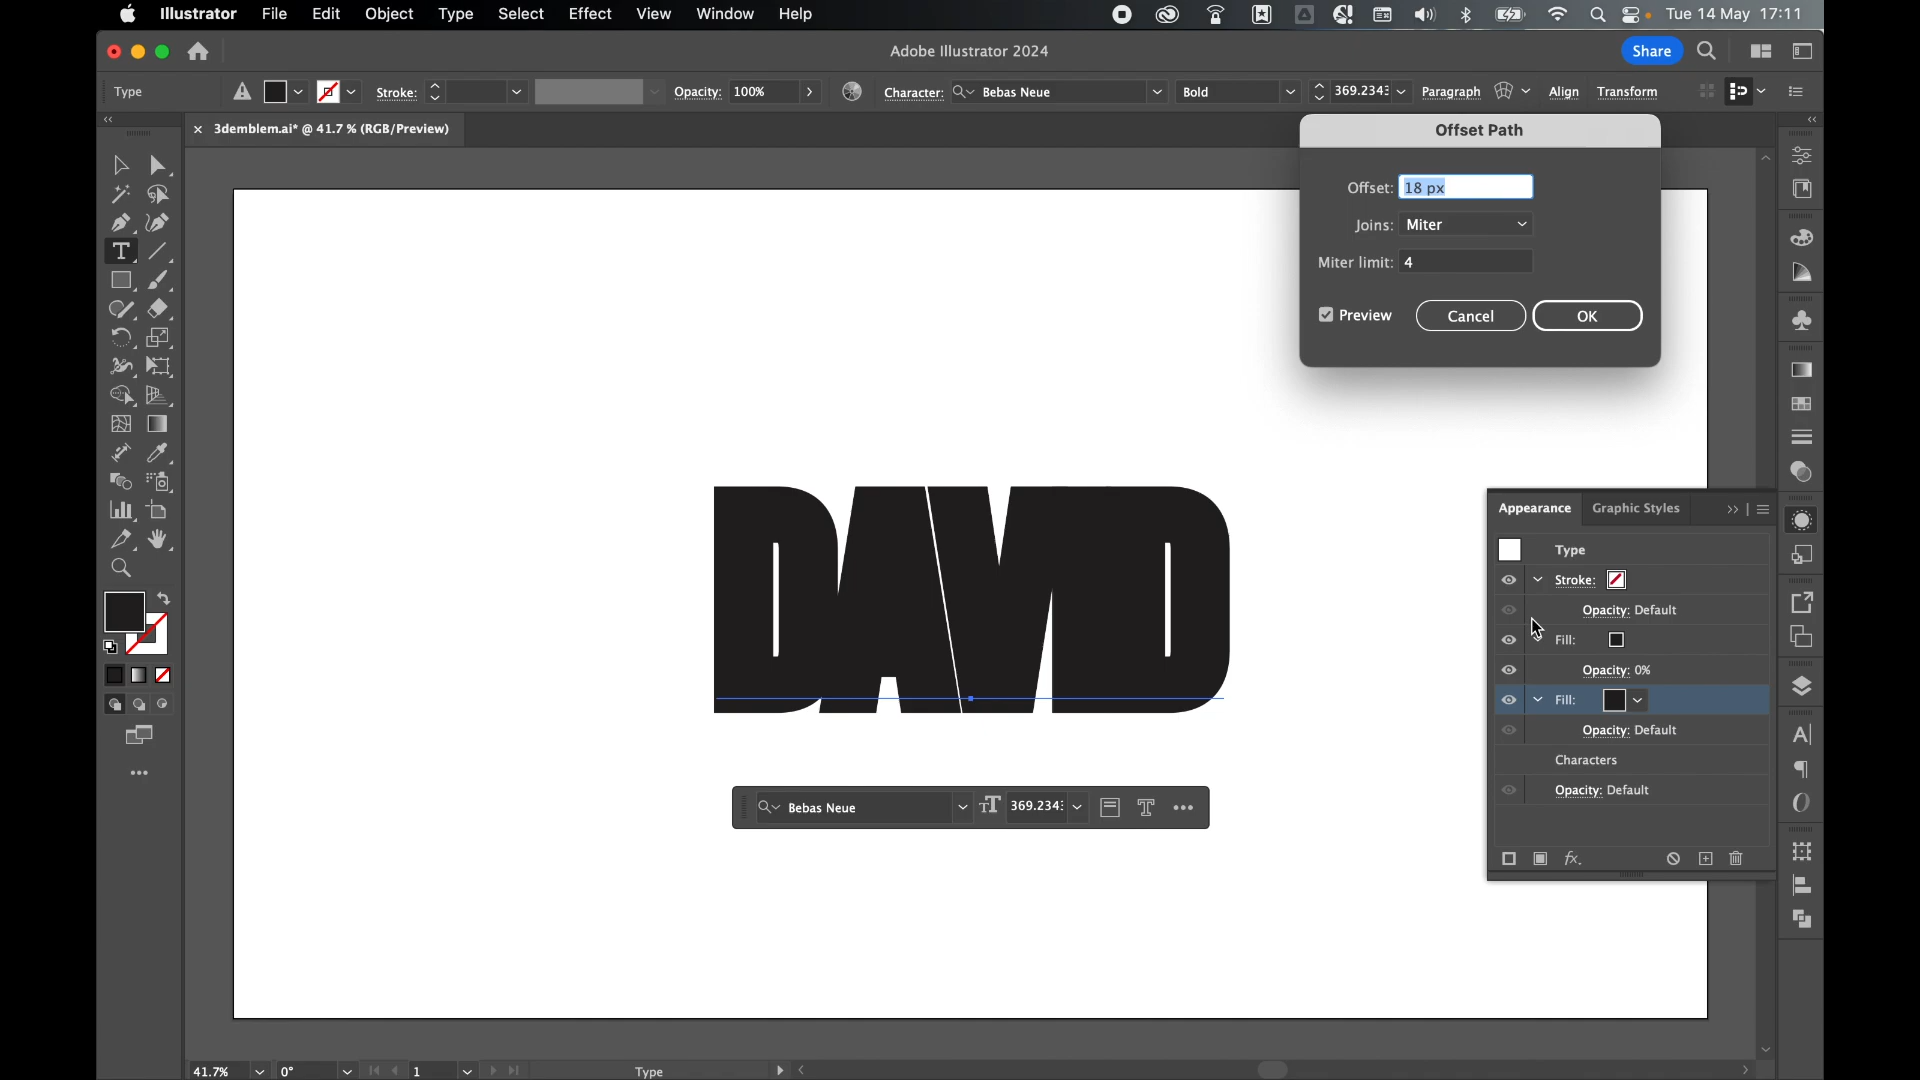 Illustrator File Edit Object Type Select Effect View Window Help Tue 14 May 17:11
Adobe Illustrator 2024 Share
Type Stroke: Opacity: 100% Character: Bebas Neue Bold 369.234: Paragraph Align Transform
3demblem.ai* @ 41.7 % (RGB/Preview)
Offset Path
Offset: 18 px
Joins: Miter
Miter limit: 4
Preview Cancel OK
DAVID
Appearance Graphic Styles
Type
Stroke:
Opacity: Default
Fill:
Opacity: 0%
Fill:
Opacity: Default
Characters
Opacity: Default
fx.
Bebas Neue 369.234:
41.7% 0° 1 Type